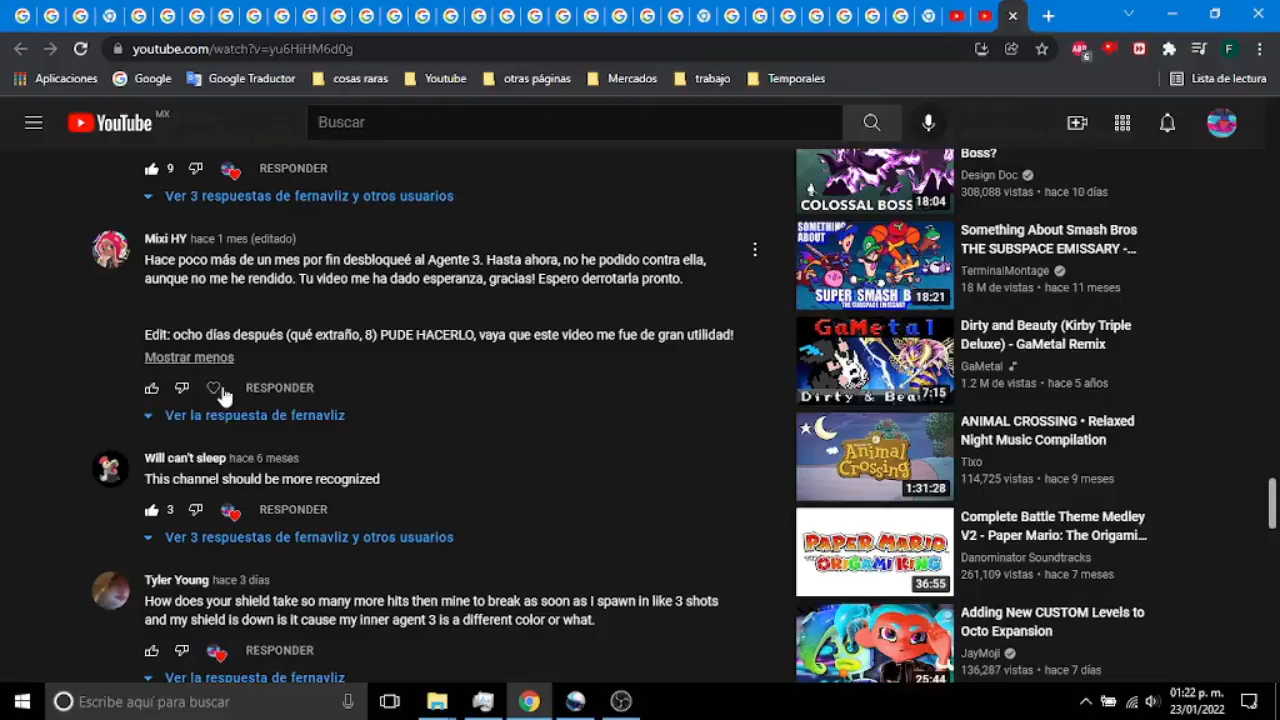 youtube.com/watch?v=yu6HiHM6d0g
ABP
6
F
Aplicaciones
Google
Google Traductor
cosas raras
Youtube
otras páginas
Mercados
trabajo
Temporales
Lista de lectura
YouTube MX
Buscar
9
RESPONDER
Ver 3 respuestas de fernavliz y otros usuarios
Mixi HY hace 1 mes (editado)
Hace poco más de un mes por fin desbloqueé al Agente 3. Hasta ahora, no he podido contra ella,
aunque no me he rendido. Tu video me ha dado esperanza, gracias! Espero derrotarla pronto.
Edit: ocho días después (qué extraño, 8) PUDE HACERLO, vaya que este video me fue de gran utilidad!
Mostrar menos
RESPONDER
Ver la respuesta de fernavliz
Will can't sleep hace 6 meses
This channel should be more recognized
3
RESPONDER
Ver 3 respuestas de fernavliz y otros usuarios
Tyler Young hace 3 días
How does your shield take so many more hits then mine to break as soon as I spawn in like 3 shots
and my shield is down is it cause my inner agent 3 is a different color or what.
RESPONDER
Ver la respuesta de fernavliz
COLOSSAL BOSS
18:04
Boss?
Design Doc
308,088 vistas • hace 10 días
SOMETHING
ABOUT
SUPER SMASH B
THE SUBSPACE EMISSARY
18:21
Something About Smash Bros
THE SUBSPACE EMISSARY -...
TerminalMontage
18 M de vistas • hace 11 meses
GaMetal
Dirty & Bea
7:15
Dirty and Beauty (Kirby Triple
Deluxe) - GaMetal Remix
GaMetal
1.2 M de vistas • hace 5 años
Animal
Crossing
1:31:28
ANIMAL CROSSING • Relaxed
Night Music Compilation
Tixo
114,725 vistas • hace 9 meses
PAPER MARIO
THE ORIGAMI KING
36:55
Complete Battle Theme Medley
V2 - Paper Mario: The Origami...
Danominator Soundtracks
261,109 vistas • hace 7 meses
25:44
Adding New CUSTOM Levels to
Octo Expansion
JayMoji
136,287 vistas • hace 7 días
Escribe aquí para buscar
01:22 p. m.
23/01/2022